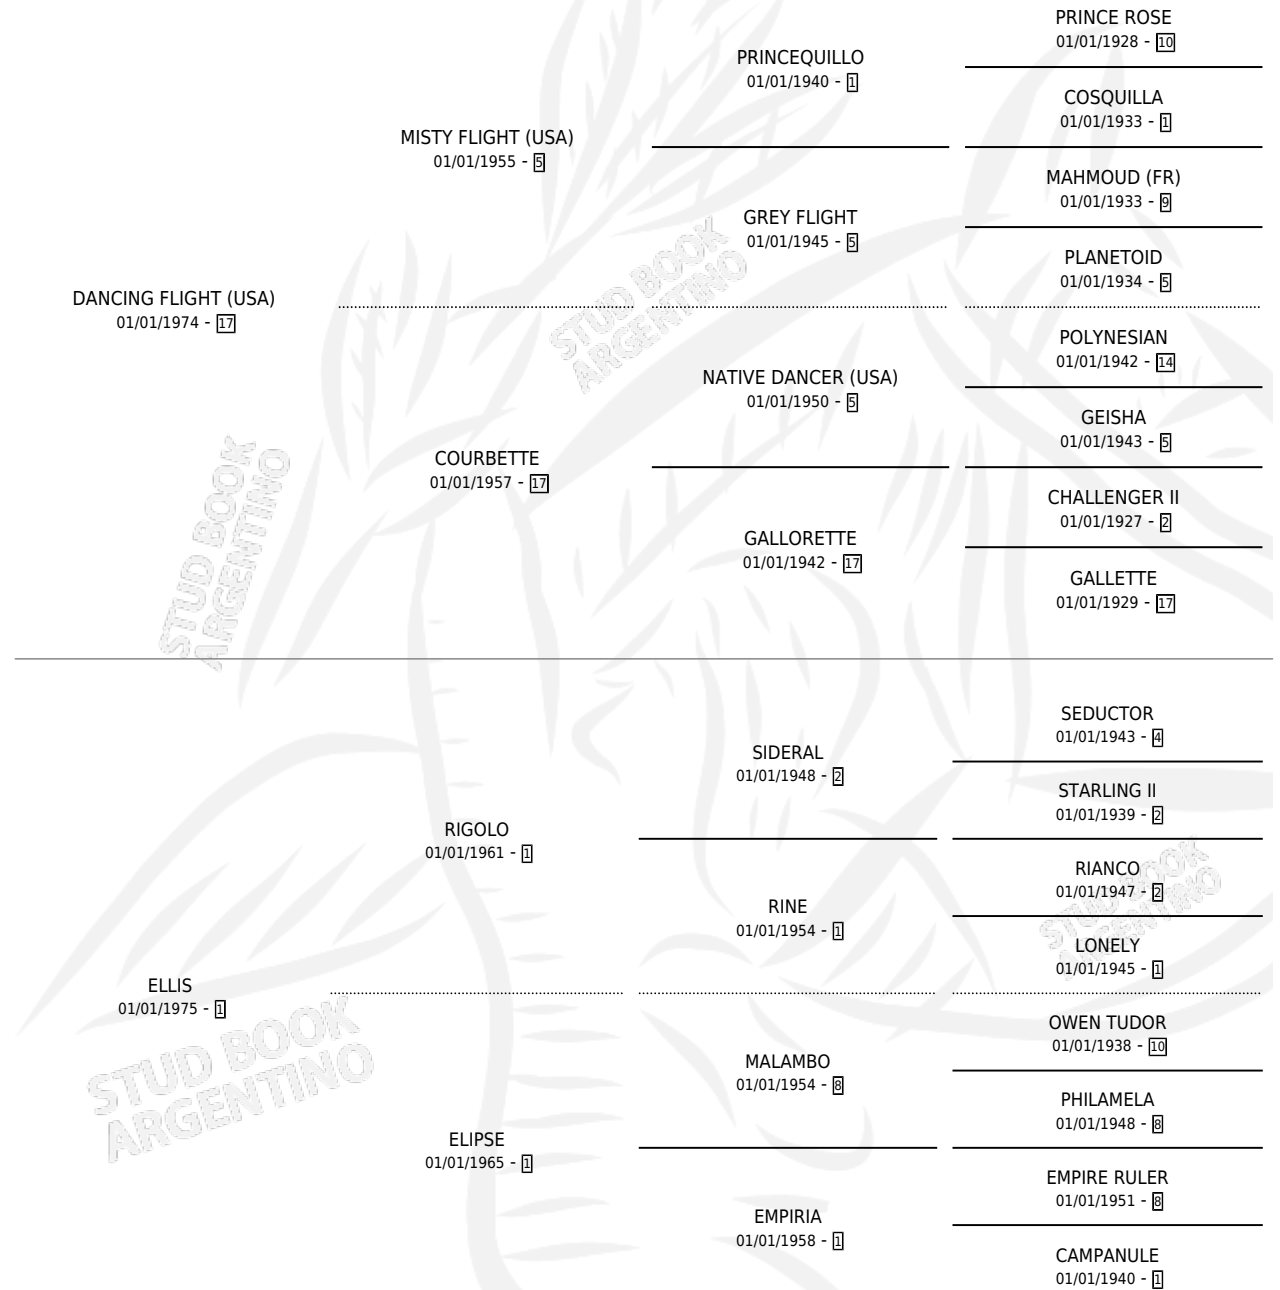 DANCING FLIGHT (USA)
01/01/1974 - 17
MISTY FLIGHT (USA)
01/01/1955 - 5
COURBETTE
01/01/1957 - 17
PRINCEQUILLO
01/01/1940 - 1
GREY FLIGHT
01/01/1945 - 5
NATIVE DANCER (USA)
01/01/1950 - 5
GALLORETTE
01/01/1942 - 17
PRINCE ROSE
01/01/1928 - 10
COSQUILLA
01/01/1933 - 1
MAHMOUD (FR)
01/01/1933 - 9
PLANETOID
01/01/1934 - 5
POLYNESIAN
01/01/1942 - 14
GEISHA
01/01/1943 - 5
CHALLENGER II
01/01/1927 - 2
GALLETTE
01/01/1929 - 17
ELLIS
01/01/1975 - 1
RIGOLO
01/01/1961 - 1
ELIPSE
01/01/1965 - 1
SIDERAL
01/01/1948 - 2
RINE
01/01/1954 - 1
MALAMBO
01/01/1954 - 8
EMPIRIA
01/01/1958 - 1
SEDUCTOR
01/01/1943 - 4
STARLING II
01/01/1939 - 2
RIANCO
01/01/1947 - 2
LONELY
01/01/1945 - 1
OWEN TUDOR
01/01/1938 - 10
PHILAMELA
01/01/1948 - 8
EMPIRE RULER
01/01/1951 - 8
CAMPANULE
01/01/1940 - 1
STUD BOOK
ARGENTINO
STUD BOOK
ARGENTINO
STUD BOOK
ARGENTINO
STUD BOOK
ARGENTINO